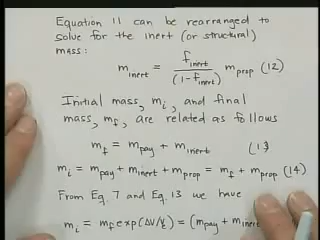 Equation 11 can be rearranged to
solve for the inert (or structural)
mass:
m_inert = f_inert / (1-f_inert) m_prop (12)
Initial mass, m_i, and final
mass, m_f, are related as follows
m_f = m_pay + m_inert (13)
m_i = m_pay + m_inert + m_prop = m_f + m_prop (14)
From Eq. 7 and Eq. 13 we have
m_i = m_f exp(ΔV/c) = (m_pay + m_inert